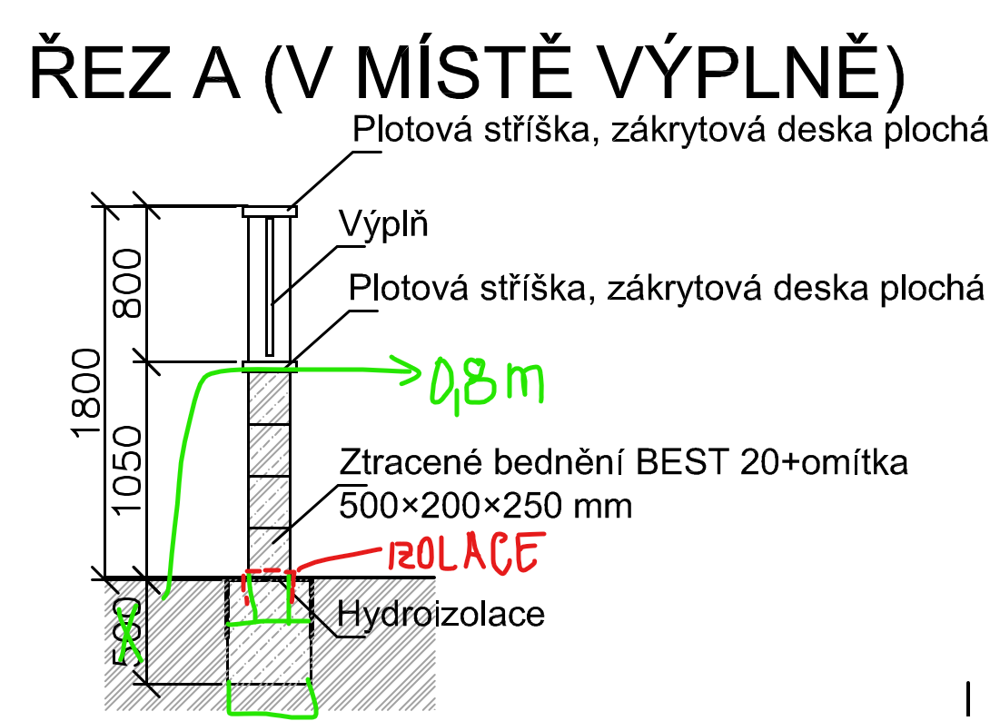 ŘEZ A (V MÍSTĚ VÝPLNĚ)
Plotová stříška, zákrytová deska plochá
Výplň
Plotová stříška, zákrytová deska plochá
800
1800
0,8m
1050
Ztracené bednění BEST 20+omítka
500×200×250 mm
IZOLACE
Hydroizolace
500